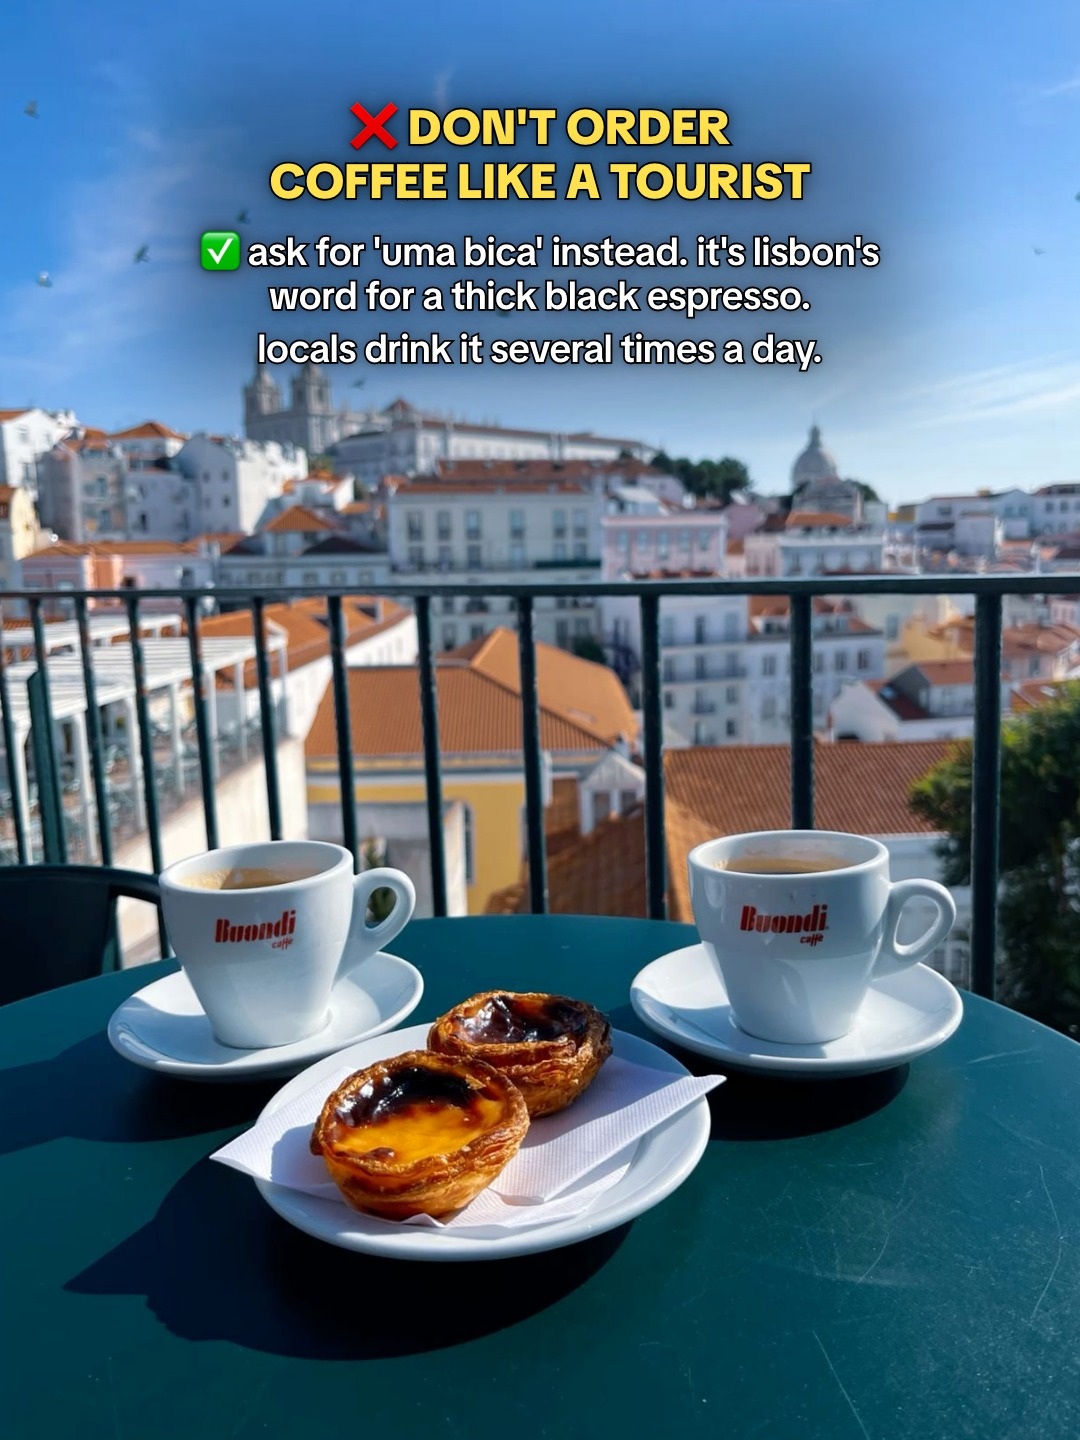 ❌ DON'T ORDER
COFFEE LIKE A TOURIST
✅ ask for 'uma bica' instead. it's lisbon's
word for a thick black espresso.
locals drink it several times a day.
Buondi
caffè
Buondi
caffè